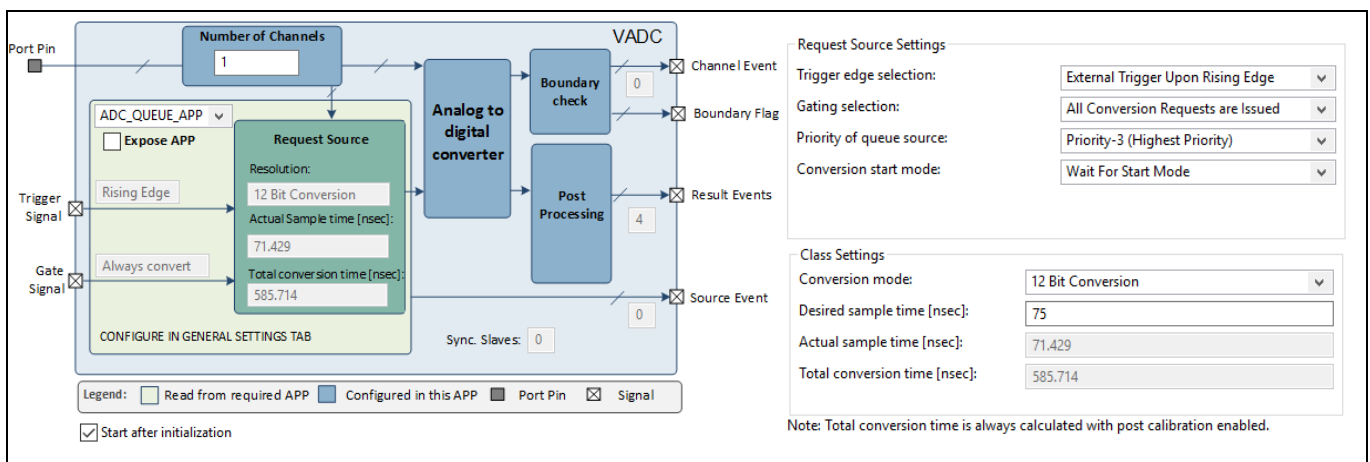 VADC
Port Pin
Number of Channels
1
Channel Event
0
Boundary
check
Boundary Flag
ADC_QUEUE_APP
Expose APP
Analog to
digital
converter
Request Source
Resolution:
12 Bit Conversion
Trigger
Signal
Rising Edge
Actual Sample time [nsec]:
71.429
Post
Processing
Result Events
4
Gate
Signal
Always convert
Total conversion time [nsec]:
585.714
Source Event
0
CONFIGURE IN GENERAL SETTINGS TAB
Sync. Slaves: 0
Legend: Read from required APP Configured in this APP Port Pin Signal
Start after initialization
Request Source Settings
Trigger edge selection: External Trigger Upon Rising Edge
Gating selection: All Conversion Requests are Issued
Priority of queue source: Priority-3 (Highest Priority)
Conversion start mode: Wait For Start Mode
Class Settings
Conversion mode: 12 Bit Conversion
Desired sample time [nsec]: 75
Actual sample time [nsec]: 71.429
Total conversion time [nsec]: 585.714
Note: Total conversion time is always calculated with post calibration enabled.